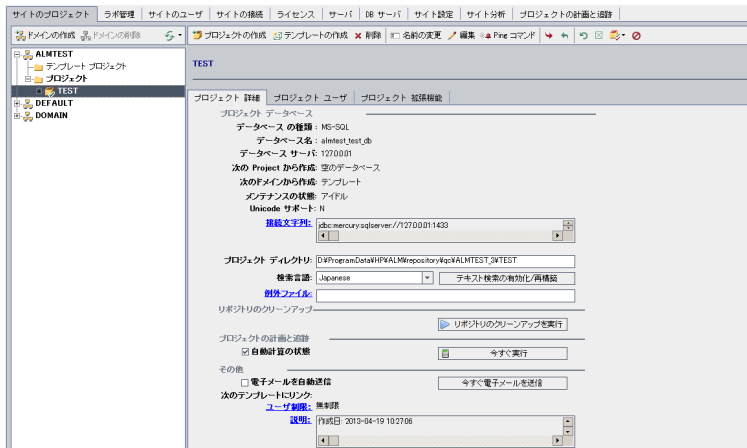 サイトのプロジェクト ラボ管理 サイトのユーザ サイトの接続 ライセンス サーバ DB サーバ サイト設定 サイト分析 プロジェクトの計画と追跡
ドメインの作成 ドメインの削除 プロジェクトの作成 テンプレートの作成 削除 名前の変更 編集 Ping コマンド
ALMTEST
テンプレート プロジェクト
プロジェクト
TEST
DEFAULT
DOMAIN
TEST
プロジェクト 詳細 プロジェクト ユーザ プロジェクト 拡張機能
プロジェクト データベース
データベース の種類: MS-SQL
データベース名: almtest_test_db
データベース サーバ: 127.0.0.1
次の Project から作成: 空のデータベース
次のドメインから作成: テンプレート
メンテナンスの状態: アイドル
Unicode サポート: N
接続文字列: jdbc:mercury:sqlserver://127.0.0.1:1433
プロジェクト ディレクトリ: D:¥ProgramData¥HP¥ALM¥repository¥qc¥ALMTEST_3¥TEST
検索言語: Japanese テキスト検索の有効化/再構築
例外ファイル:
リポジトリのクリーンアップ
リポジトリのクリーンアップを実行
プロジェクトの計画と追跡
自動計算の状態 今すぐ実行
その他
電子メールを自動送信 今すぐ電子メールを送信
次のテンプレートにリンク:
ユーザ制限: 無制限
説明: 作成日: 2013-04-19 10:27:06